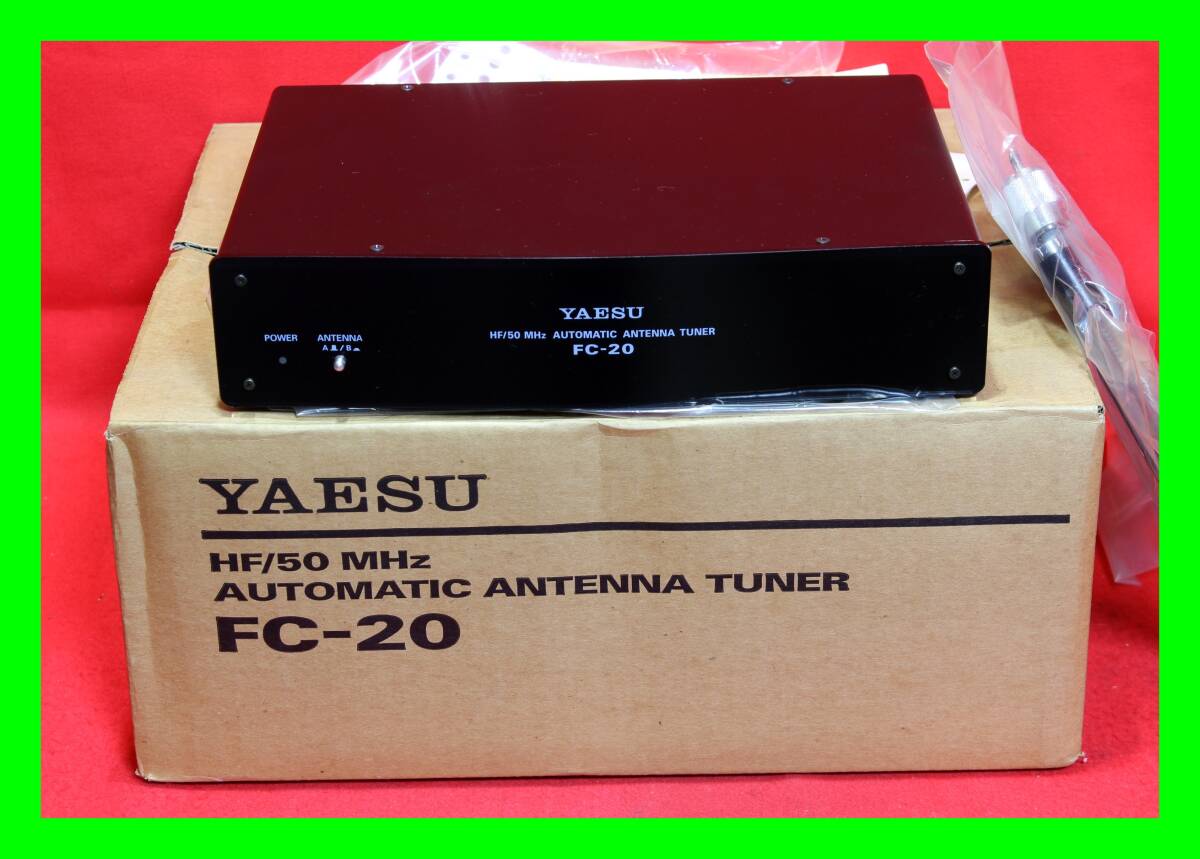 YAESU
HF/50 MHz AUTOMATIC ANTENNA TUNER
FC-20
POWER ANTENNA
A / B
YAESU
HF/50 MHz
AUTOMATIC ANTENNA TUNER
FC-20